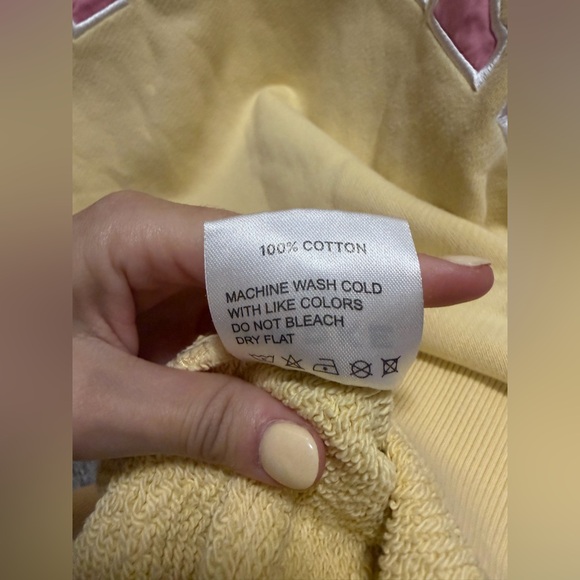 100% COTTON
MACHINE WASH COLD
WITH LIKE COLORS
DO NOT BLEACH
DRY FLAT